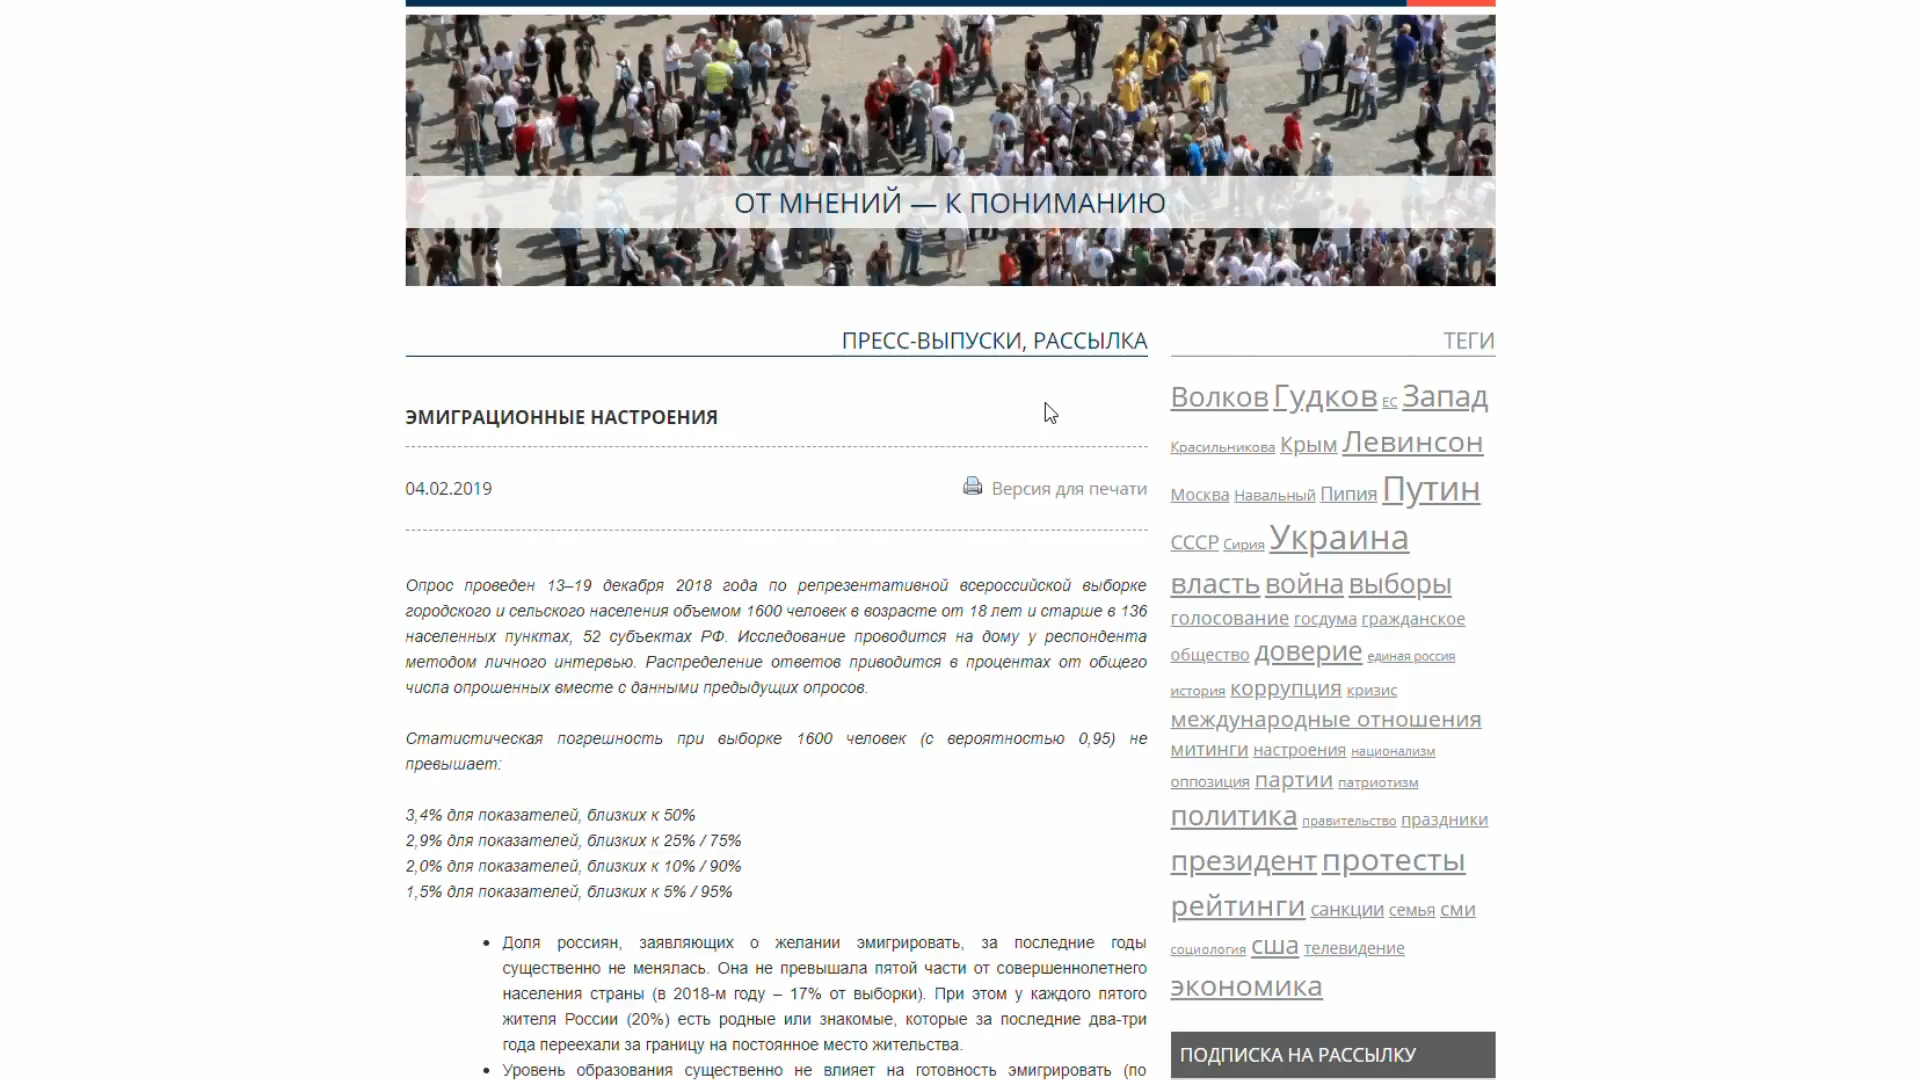 ОТ МНЕНИЙ — К ПОНИМАНИЮ
ПРЕСС-ВЫПУСКИ, РАССЫЛКА
ЭМИГРАЦИОННЫЕ НАСТРОЕНИЯ
04.02.2019
Версия для печати
Опрос проведен 13–19 декабря 2018 года по репрезентативной всероссийской выборке
городского и сельского населения объемом 1600 человек в возрасте от 18 лет и старше в 136
населенных пунктах, 52 субъектах РФ. Исследование проводится на дому у респондента
методом личного интервью. Распределение ответов приводится в процентах от общего
числа опрошенных вместе с данными предыдущих опросов.
Статистическая погрешность при выборке 1600 человек (с вероятностью 0,95) не
превышает:
3,4% для показателей, близких к 50%
2,9% для показателей, близких к 25% / 75%
2,0% для показателей, близких к 10% / 90%
1,5% для показателей, близких к 5% / 95%
• Доля россиян, заявляющих о желании эмигрировать, за последние годы
существенно не менялась. Она не превышала пятой части от совершеннолетнего
населения страны (в 2018-м году – 17% от выборки). При этом у каждого пятого
жителя России (20%) есть родные или знакомые, которые за последние два-три
года переехали за границу на постоянное место жительства.
• Уровень образования существенно не влияет на готовность эмигрировать (по
ТЕГИ
Волков Гудков ЕС Запад
Красильникова Крым Левинсон
Москва Навальный Пипия Путин
СССР Сирия Украина
власть война выборы
голосование госдума гражданское
общество доверие единая россия
история коррупция кризис
международные отношения
митинги настроения национализм
оппозиция партии патриотизм
политика правительство праздники
президент протесты
рейтинги санкции семья сми
социология сша телевидение
экономика
ПОДПИСКА НА РАССЫЛКУ